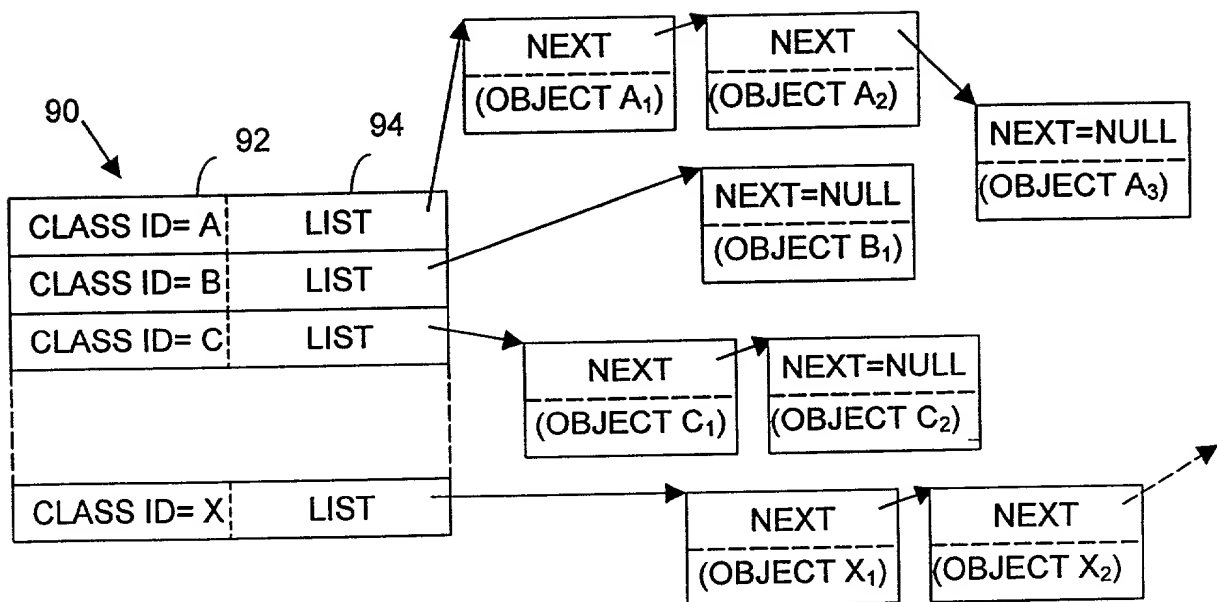 NEXT
(OBJECT A₁)
NEXT
(OBJECT A₂)
NEXT=NULL
(OBJECT A₃)
90
92
94
CLASS ID= A
LIST
NEXT=NULL
(OBJECT B₁)
CLASS ID= B
LIST
CLASS ID= C
LIST
NEXT
(OBJECT C₁)
NEXT=NULL
(OBJECT C₂)
CLASS ID= X
LIST
NEXT
(OBJECT X₁)
NEXT
(OBJECT X₂)